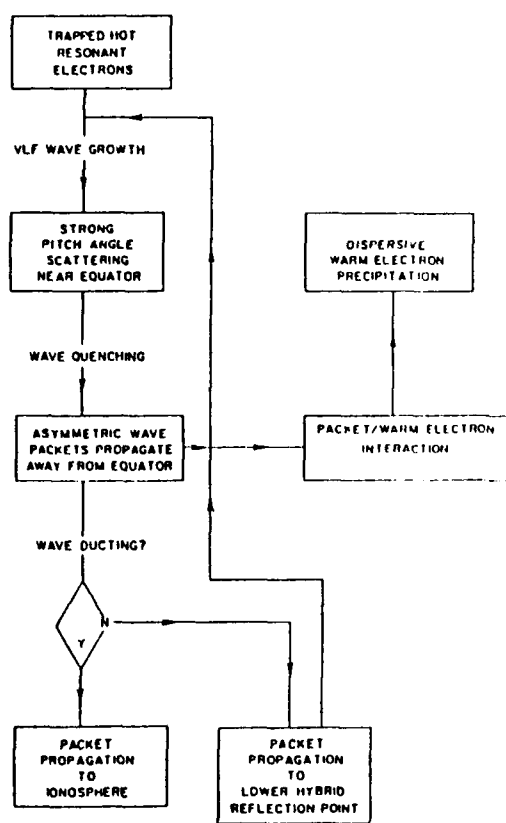 TRAPPED HOT
RESONANT
ELECTRONS
VLF WAVE GROWTH
STRONG
PITCH ANGLE
SCATTERING
NEAR EQUATOR
DISPERSIVE
WARM ELECTRON
PRECIPITATION
WAVE QUENCHING
ASYMMETRIC WAVE
PACKETS PROPAGATE
AWAY FROM EQUATOR
PACKET/WARM ELECTRON
INTERACTION
WAVE DUCTING?
N
Y
PACKET
PROPAGATION
TO
IONOSPHERE
PACKET
PROPAGATION
TO
LOWER HYBRID
REFLECTION POINT